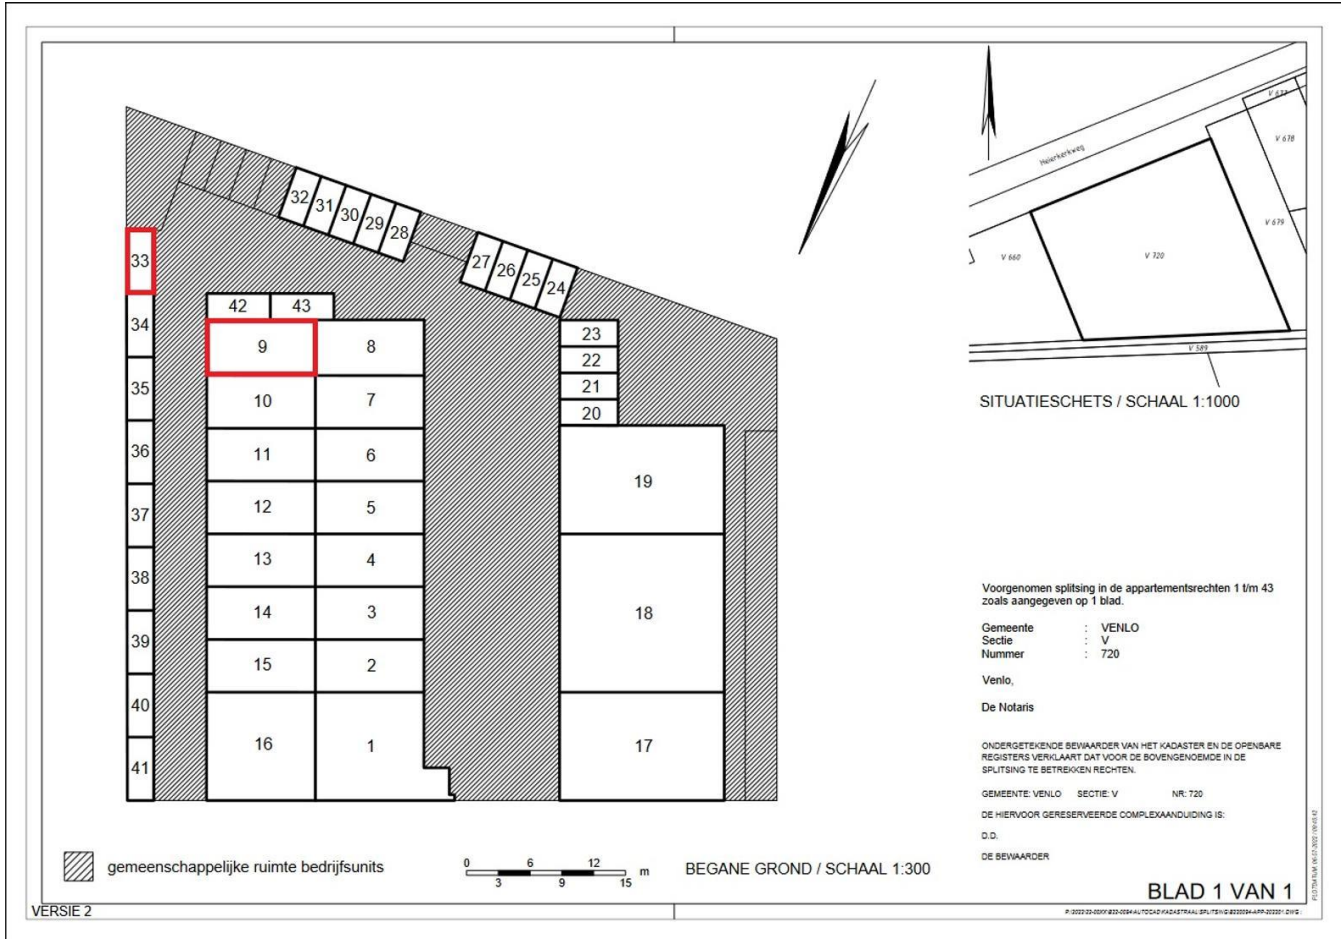 Heierkerkweg
V 677
V 678
V 679
V 660
V 720
V 589
SITUATIESCHETS / SCHAAL 1:1000
32
31
30
29
28
27
26
25
24
33
34
35
36
37
38
39
40
41
42 43
9 8
10 7
11 6
12 5
13 4
14 3
15 2
16 1
23
22
21
20
19
18
17
Voorgenomen splitsing in de appartementsrechten 1 t/m 43
zoals aangegeven op 1 blad.
Gemeente : VENLO
Sectie : V
Nummer : 720
Venlo,
De Notaris
ONDERGETEKENDE BEWAARDER VAN HET KADASTER EN DE OPENBARE
REGISTERS VERKLAART DAT VOOR DE BOVENGENOEMDE IN DE
SPLITSING TE BETREKKEN RECHTEN.
GEMEENTE: VENLO SECTIE: V NR: 720
DE HIERVOOR GERESERVEERDE COMPLEXAANDUIDING IS:
D.D.
DE BEWAARDER
gemeenschappelijke ruimte bedrijfsunits
0 6 12 m
3 9 15
BEGANE GROND / SCHAAL 1:300
BLAD 1 VAN 1
VERSIE 2